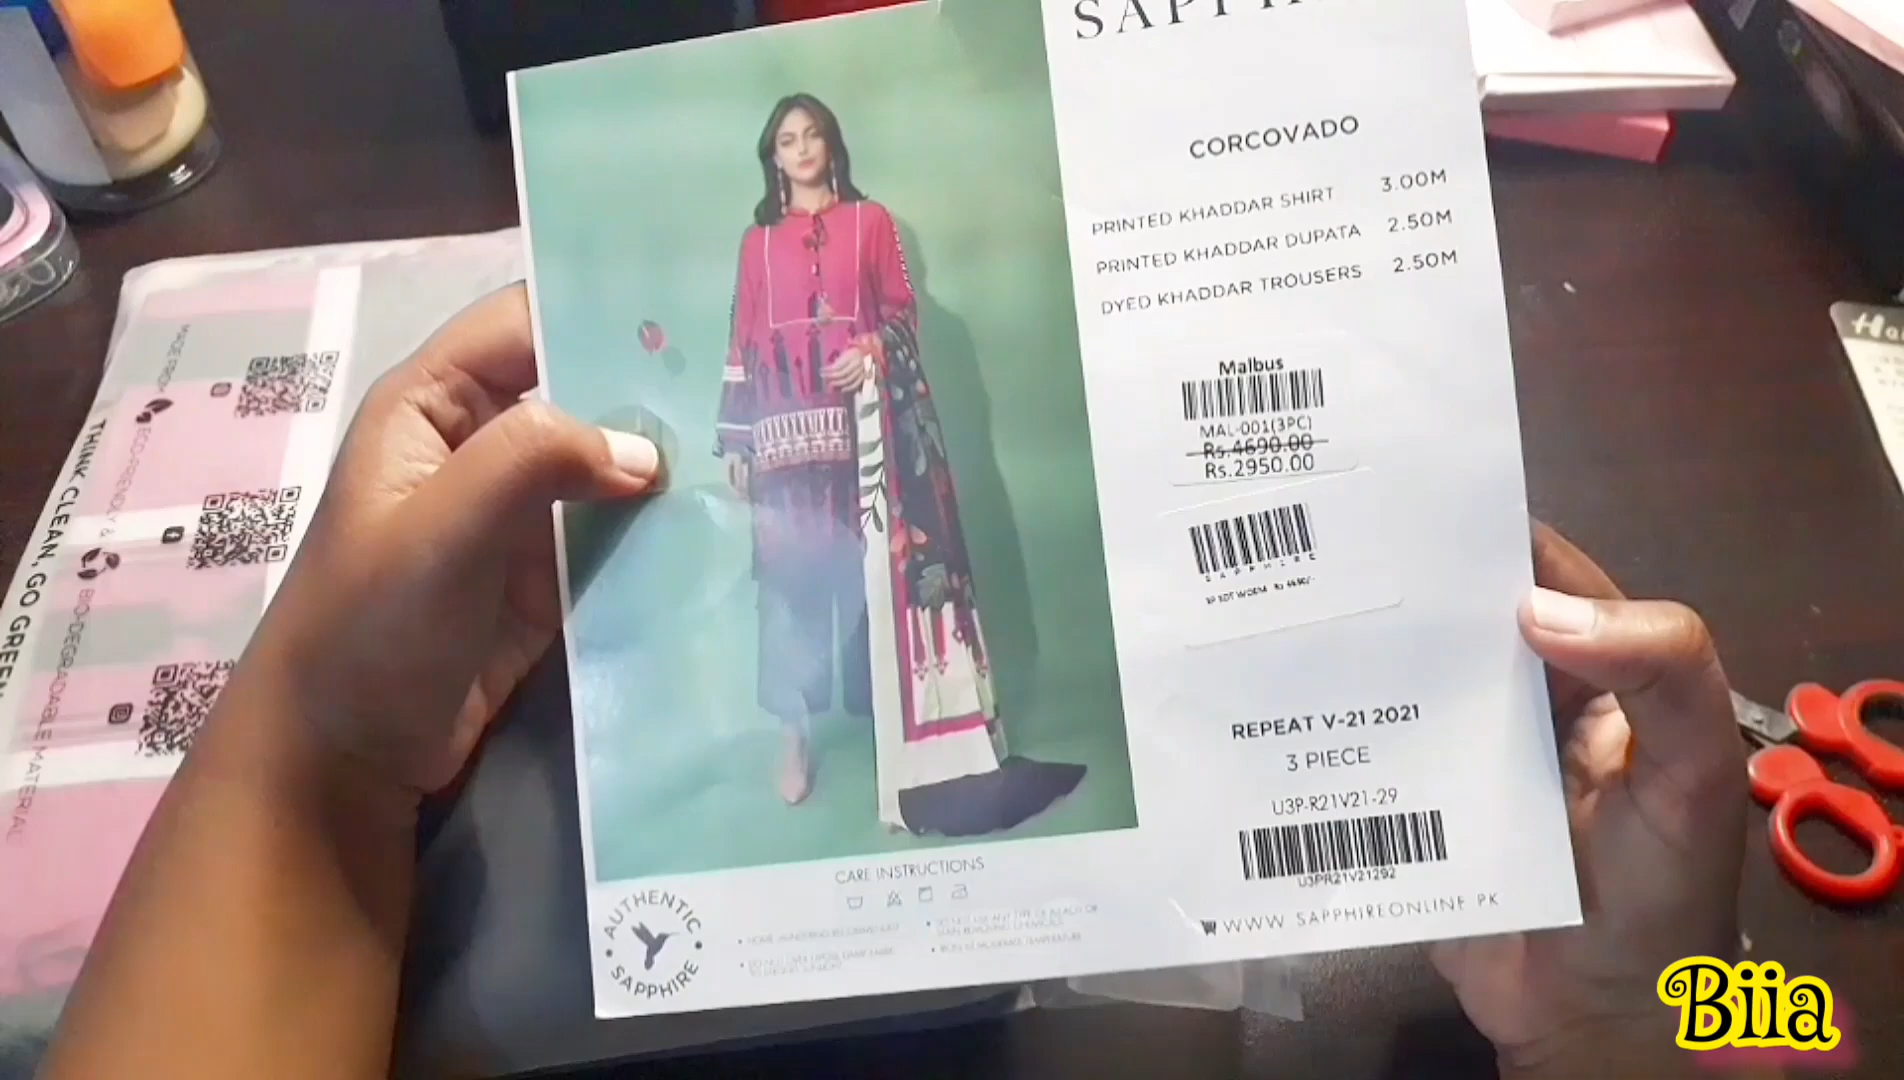 SAPPHIRE
CORCOVADO
PRINTED KHADDAR SHIRT 3.00M
PRINTED KHADDAR DUPATA 2.50M
DYED KHADDAR TROUSERS 2.50M
Malbus
MAL-001(3PC)
Rs.4690.00
Rs.2950.00
SAPPHIRE
REPEAT V-21 2021
3 PIECE
U3P-R21V21-29
U3PR21V21292
WWW SAPPHIREONLINE PK
CARE INSTRUCTIONS
AUTHENTIC
SAPPHIRE
THINK CLEAN, GO GREEN
MADE FROM
ECO-FRIENDLY &
BIO-DEGRADABLE MATERIAL
Biia